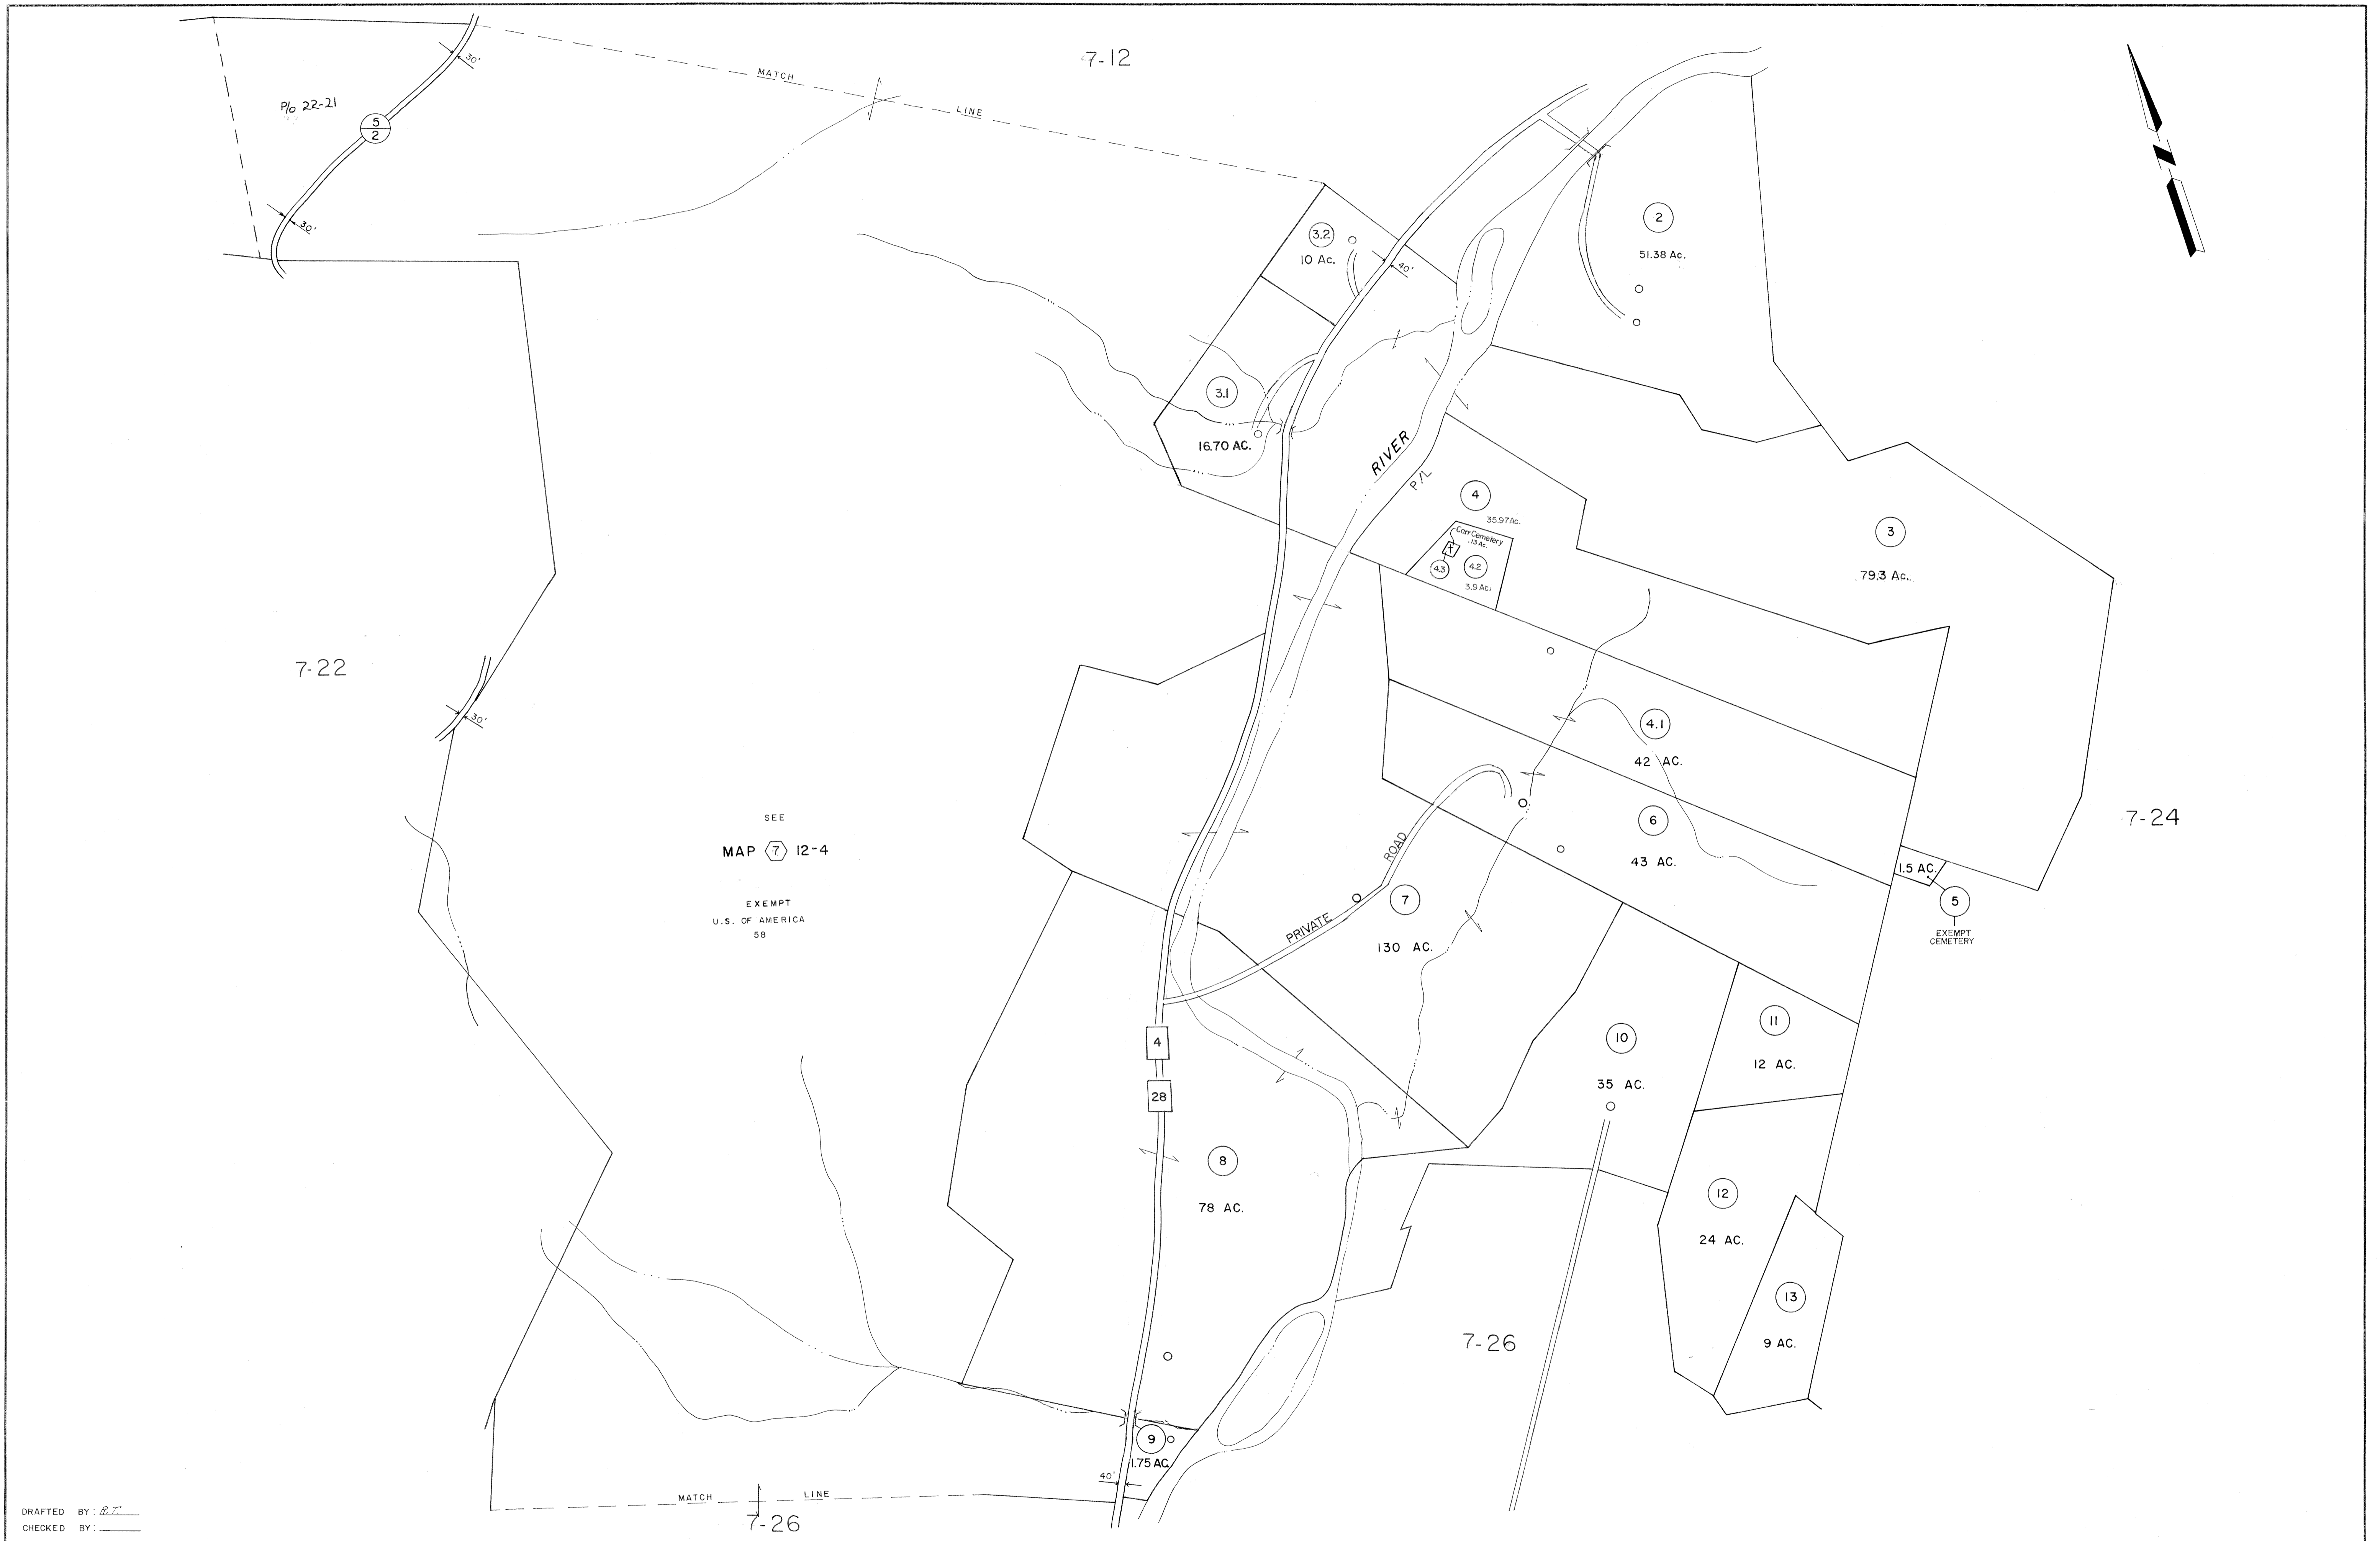 7-12
MATCH
LINE
30'
P/o 22-21
5
2
30'
3.2
10 Ac.
40'
2
51.38 Ac.
3.1
16.70 AC.
RIVER
P/L
4
35.97 Ac.
Carr Cemetery
.13 Ac.
4.3
4.2
3.9 Ac.
3
79.3 Ac.
7-22
30'
4.1
42 AC.
SEE
MAP 7 12-4
EXEMPT
U.S. OF AMERICA
58
7-24
6
43 AC.
ROAD
PRIVATE
1.5 AC.
5
EXEMPT
CEMETERY
7
130 AC.
4
28
10
35 AC.
11
12 AC.
8
78 AC.
12
24 AC.
13
9 AC.
7-26
9
1.75 AC.
40'
MATCH
LINE
7-26
DRAFTED BY: R.T.
CHECKED BY: